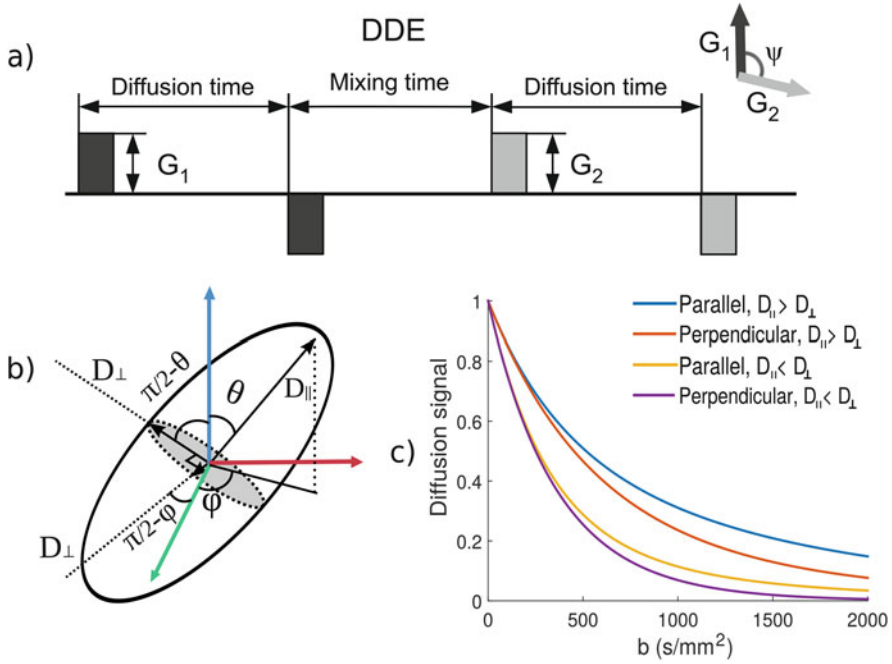 DDE
a)
G₁
ψ
G₂
Diffusion time
Mixing time
Diffusion time
G₁
G₂
b)
D⊥
π/2-θ
θ
D||
φ
π/2-φ
D⊥
c)
Diffusion signal
1
0.8
0.6
0.4
0.2
0
Parallel, D|| > D⊥
Perpendicular, D|| > D⊥
Parallel, D|| < D⊥
Perpendicular, D|| < D⊥
0
500
1000
1500
2000
b (s/mm²)